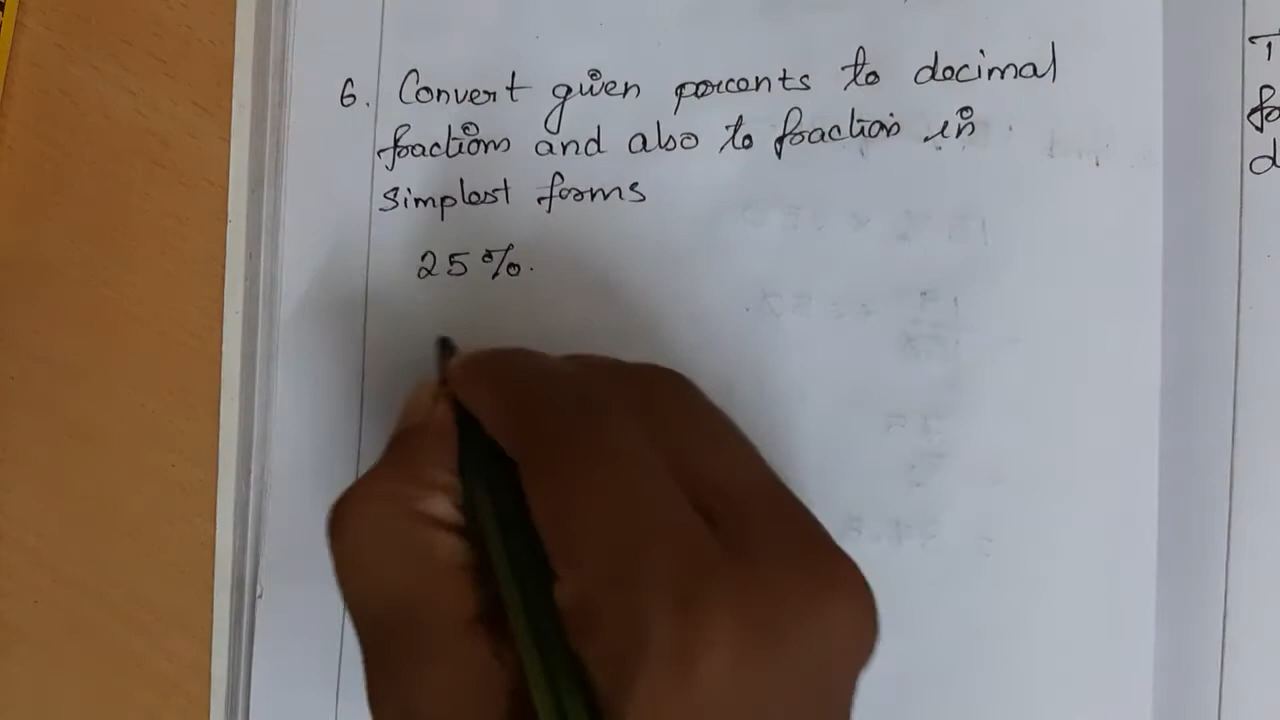 6. Convert given percents to decimal
fractions and also to fraction in
simplest forms
25%.